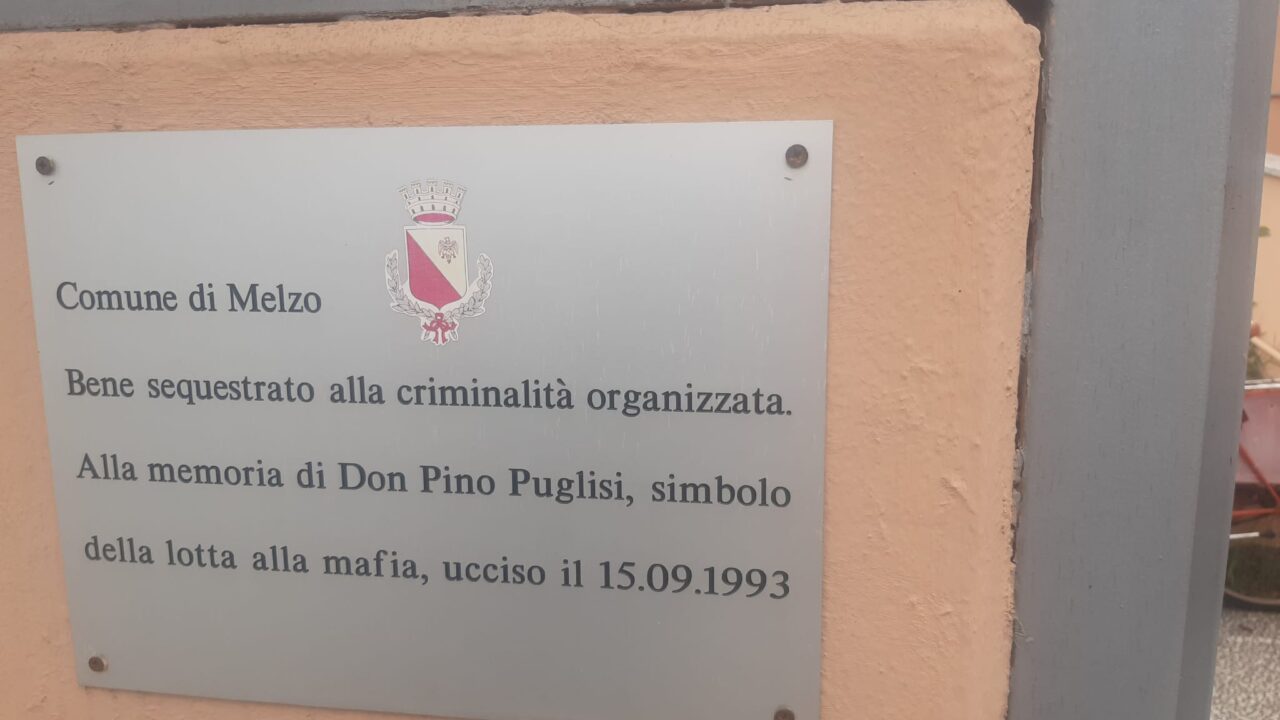 Comune di Melzo
Bene sequestrato alla criminalità organizzata.
Alla memoria di Don Pino Puglisi, simbolo
della lotta alla mafia, ucciso il 15.09.1993